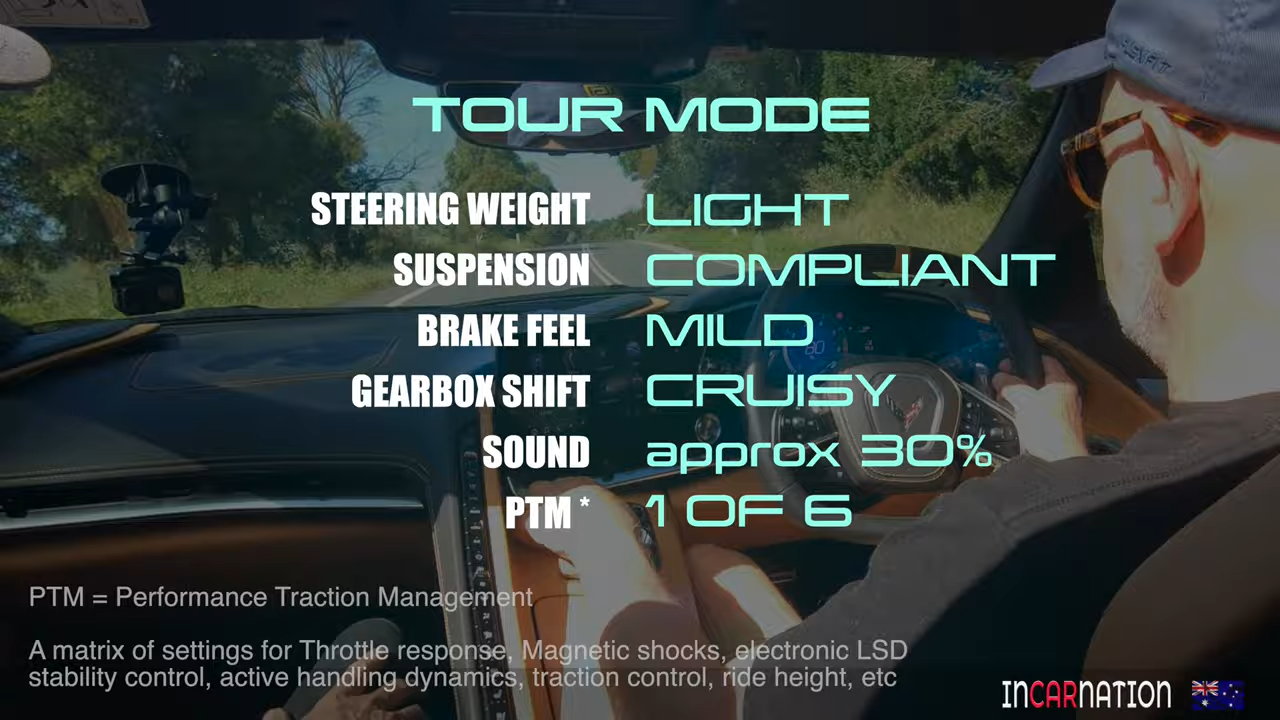 TOUR MODE
STEERING WEIGHT LIGHT
SUSPENSION COMPLIANT
BRAKE FEEL MILD
GEARBOX SHIFT CRUISY
SOUND approx 30%
PTM * 1 OF 6
PTM = Performance Traction Management
A matrix of settings for Throttle response, Magnetic shocks, electronic LSD
stability control, active handling dynamics, traction control, ride height, etc
INCARNATION